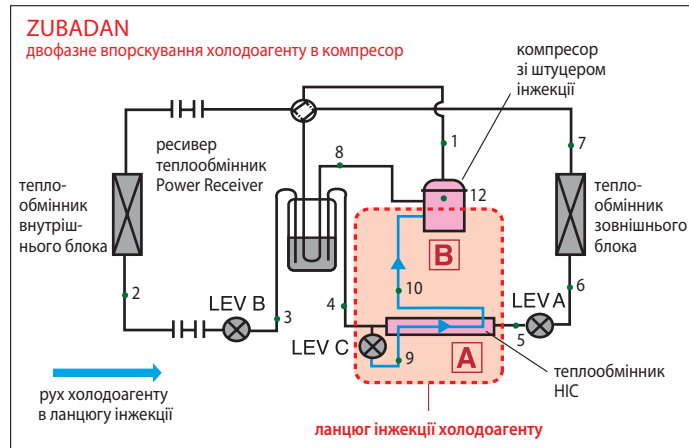 ZUBADAN
двофазне впорскування холодоагенту в компресор
компресор
зі штуцером
інжекції
ресивер
теплообмінник
Power Receiver
1
7
8
12
тепло-
обмінник
внутріш-
нього блока
тепло-
обмінник
зовнішнього
блока
B
2
10
6
LEV B
3
4
LEV A
LEV C
5
9
A
рух холодоагенту
в ланцюгу інжекції
теплообмінник
HIC
ланцюг інжекції холодоагенту